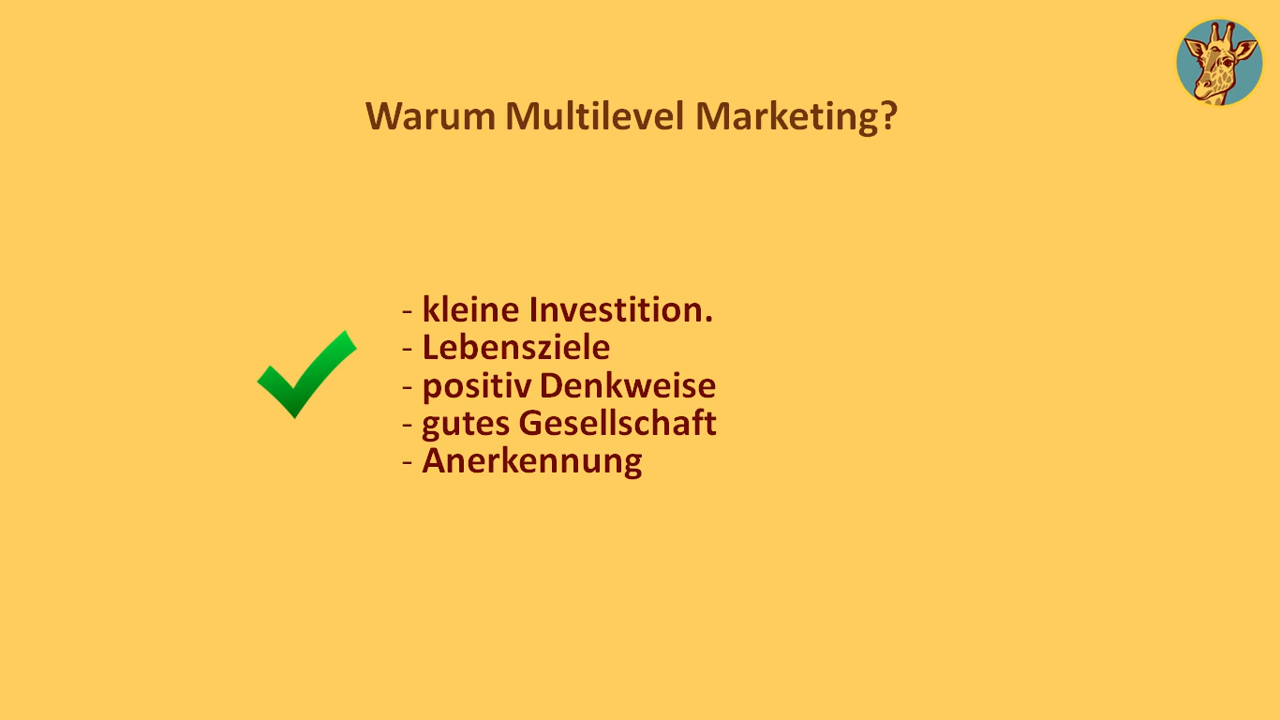 Warum Multilevel Marketing?
- kleine Investition.
- Lebensziele
- positiv Denkweise
- gutes Gesellschaft
- Anerkennung